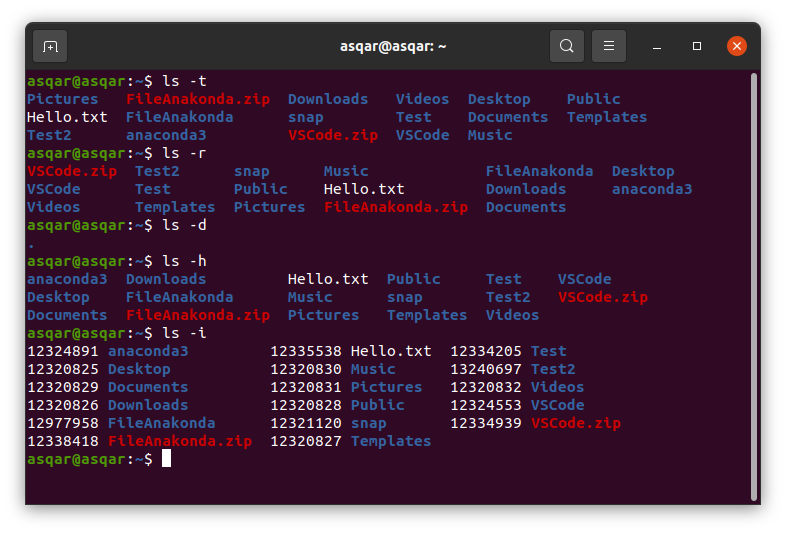 asqar@asqar: ~
asqar@asqar:~$ ls -t
Pictures FileAnakonda.zip Downloads Videos Desktop Public
Hello.txt FileAnakonda snap Test Documents Templates
Test2 anaconda3 VSCode.zip VSCode Music
asqar@asqar:~$ ls -r
VSCode.zip Test2 snap Music FileAnakonda Desktop
VSCode Test Public Hello.txt Downloads anaconda3
Videos Templates Pictures FileAnakonda.zip Documents
asqar@asqar:~$ ls -d
.
asqar@asqar:~$ ls -h
anaconda3 Downloads Hello.txt Public Test VSCode
Desktop FileAnakonda Music snap Test2 VSCode.zip
Documents FileAnakonda.zip Pictures Templates Videos
asqar@asqar:~$ ls -i
12324891 anaconda3 12335538 Hello.txt 12334205 Test
12320825 Desktop 12320830 Music 13240697 Test2
12320829 Documents 12320831 Pictures 12320832 Videos
12320826 Downloads 12320828 Public 12324553 VSCode
12977958 FileAnakonda 12321120 snap 12334939 VSCode.zip
12338418 FileAnakonda.zip 12320827 Templates
asqar@asqar:~$